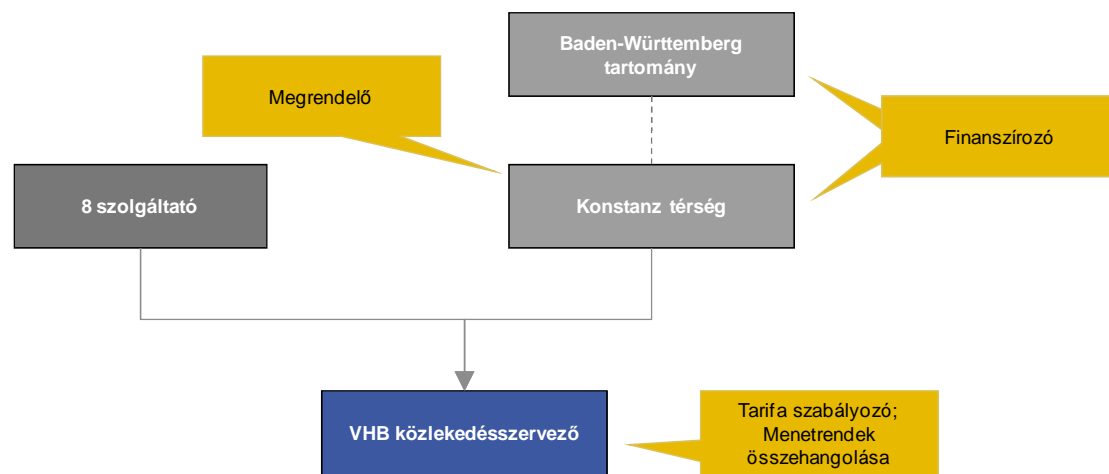 Baden-Württemberg
tartomány
Megrendelő
Finanszírozó
8 szolgáltató
Konstanz térség
VHB közlekedésszervező
Tarifa szabályozó;
Menetrendek
összehangolása